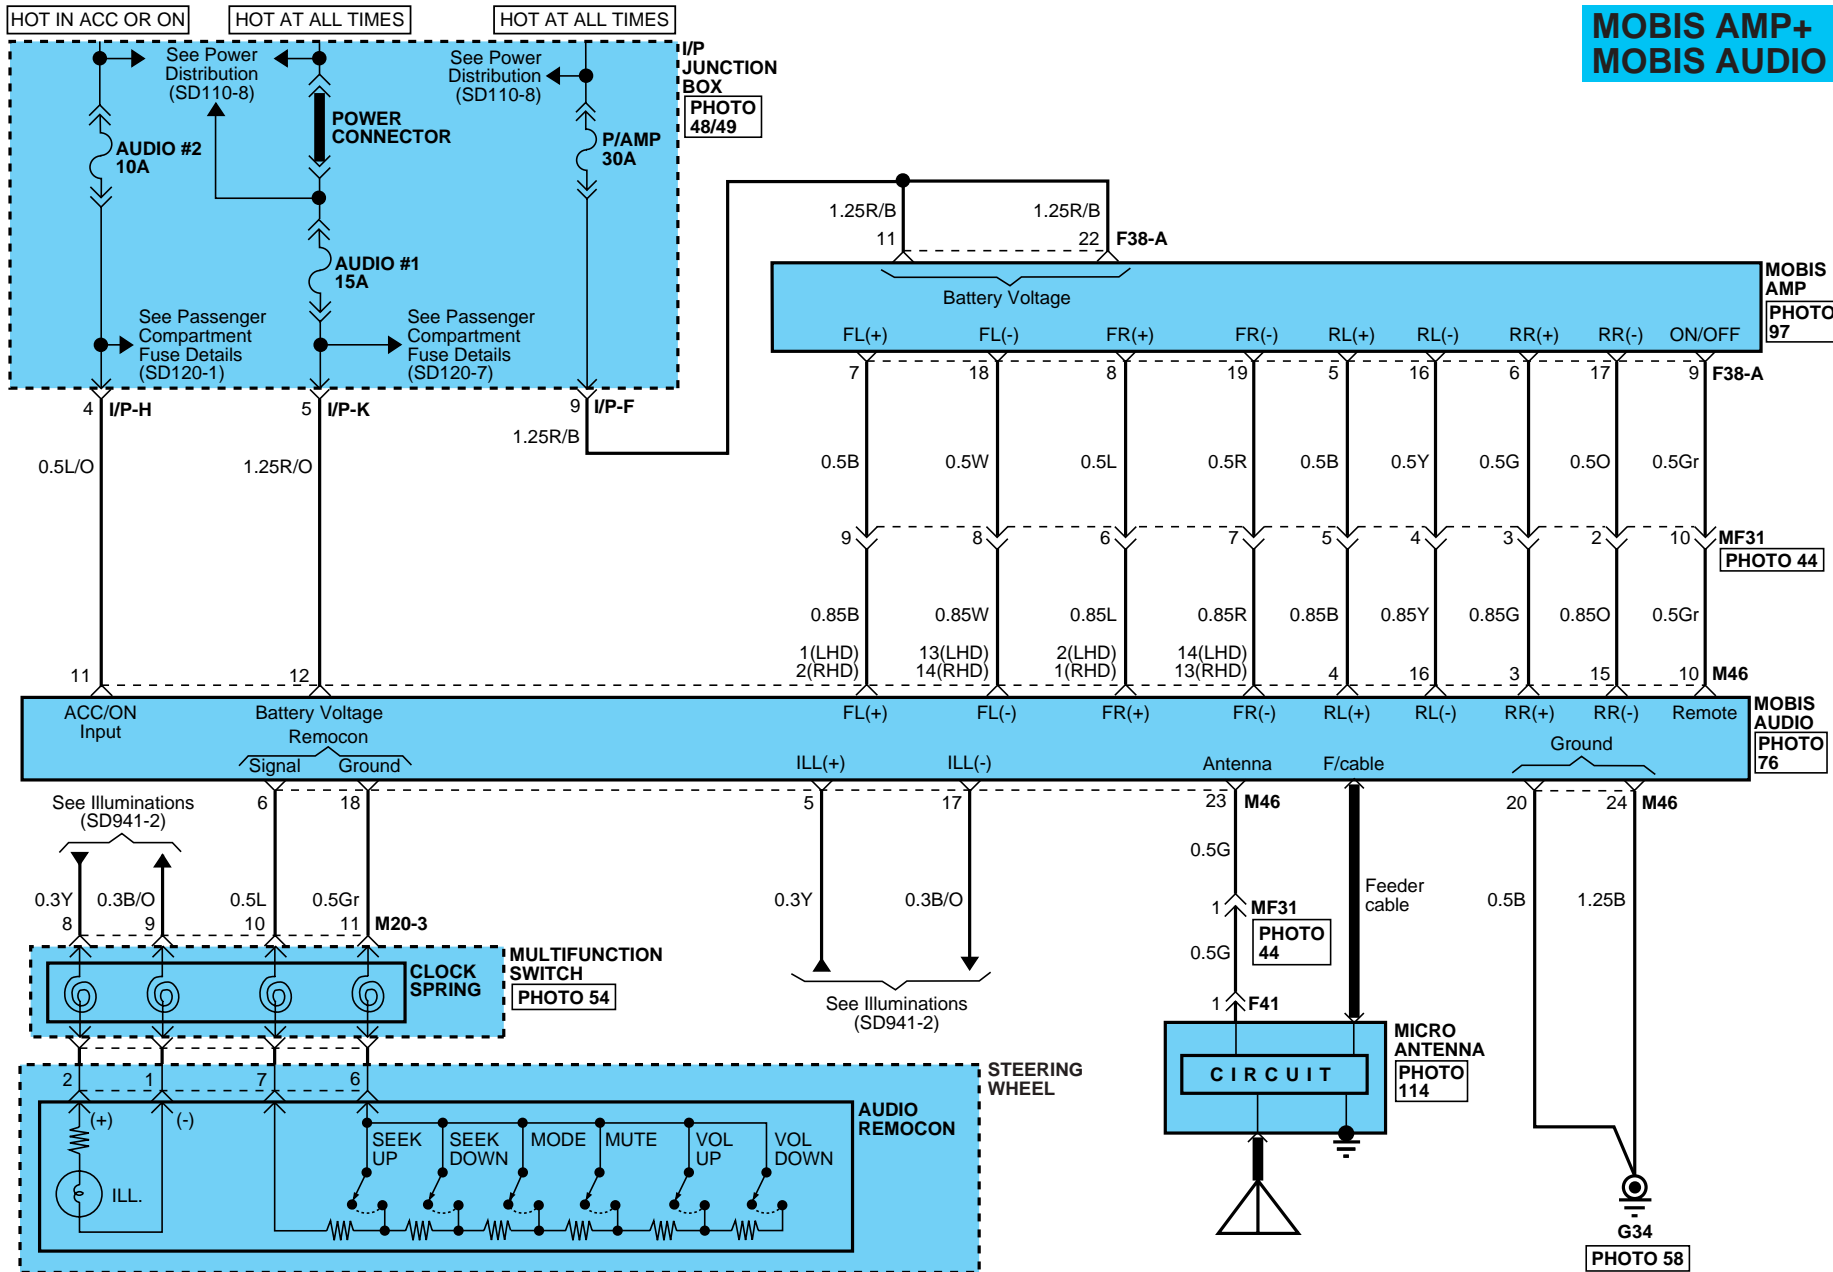 HOT IN ACC OR ON
HOT AT ALL TIMES
HOT AT ALL TIMES
MOBIS AMP+
MOBIS AUDIO
See Power
Distribution
(SD110-8)
See Power
Distribution
(SD110-8)
I/P
JUNCTION
BOX
PHOTO
48/49
POWER
CONNECTOR
AUDIO #2
10A
P/AMP
30A
AUDIO #1
15A
See Passenger
Compartment
Fuse Details
(SD120-1)
See Passenger
Compartment
Fuse Details
(SD120-7)
4 I/P-H
5 I/P-K
9 I/P-F
1.25R/B
0.5L/O
1.25R/O
1.25R/B
1.25R/B
11
22 F38-A
Battery Voltage
MOBIS
AMP
PHOTO
97
FL(+)
FL(-)
FR(+)
FR(-)
RL(+)
RL(-)
RR(+)
RR(-)
ON/OFF
7
18
8
19
5
16
6
17
9 F38-A
0.5B
0.5W
0.5L
0.5R
0.5B
0.5Y
0.5G
0.5O
0.5Gr
9
8
6
7
5
4
3
2
10 MF31
PHOTO 44
0.85B
0.85W
0.85L
0.85R
0.85B
0.85Y
0.85G
0.85O
0.5Gr
1(LHD)
2(RHD)
13(LHD)
14(RHD)
2(LHD)
1(RHD)
14(LHD)
13(RHD)
11
12
4
16
3
15
10 M46
ACC/ON
Input
Battery Voltage
FL(+)
FL(-)
FR(+)
FR(-)
RL(+)
RL(-)
RR(+)
RR(-)
Remote
MOBIS
AUDIO
PHOTO
76
Remocon
Signal
Ground
ILL(+)
ILL(-)
Antenna
F/cable
Ground
6
18
5
17
23 M46
20
24 M46
See Illuminations
(SD941-2)
0.3Y
0.3B/O
0.5L
0.5Gr
0.3Y
0.3B/O
0.5G
Feeder
cable
0.5B
1.25B
8
9
10
11 M20-3
1 MF31
PHOTO
44
0.5G
1 F41
CLOCK
SPRING
MULTIFUNCTION
SWITCH
PHOTO 54
See Illuminations
(SD941-2)
MICRO
ANTENNA
PHOTO
114
CIRCUIT
STEERING
WHEEL
2
1
7
6
(+)
(-)
AUDIO
REMOCON
SEEK
UP
SEEK
DOWN
MODE
MUTE
VOL
UP
VOL
DOWN
ILL.
G34
PHOTO 58